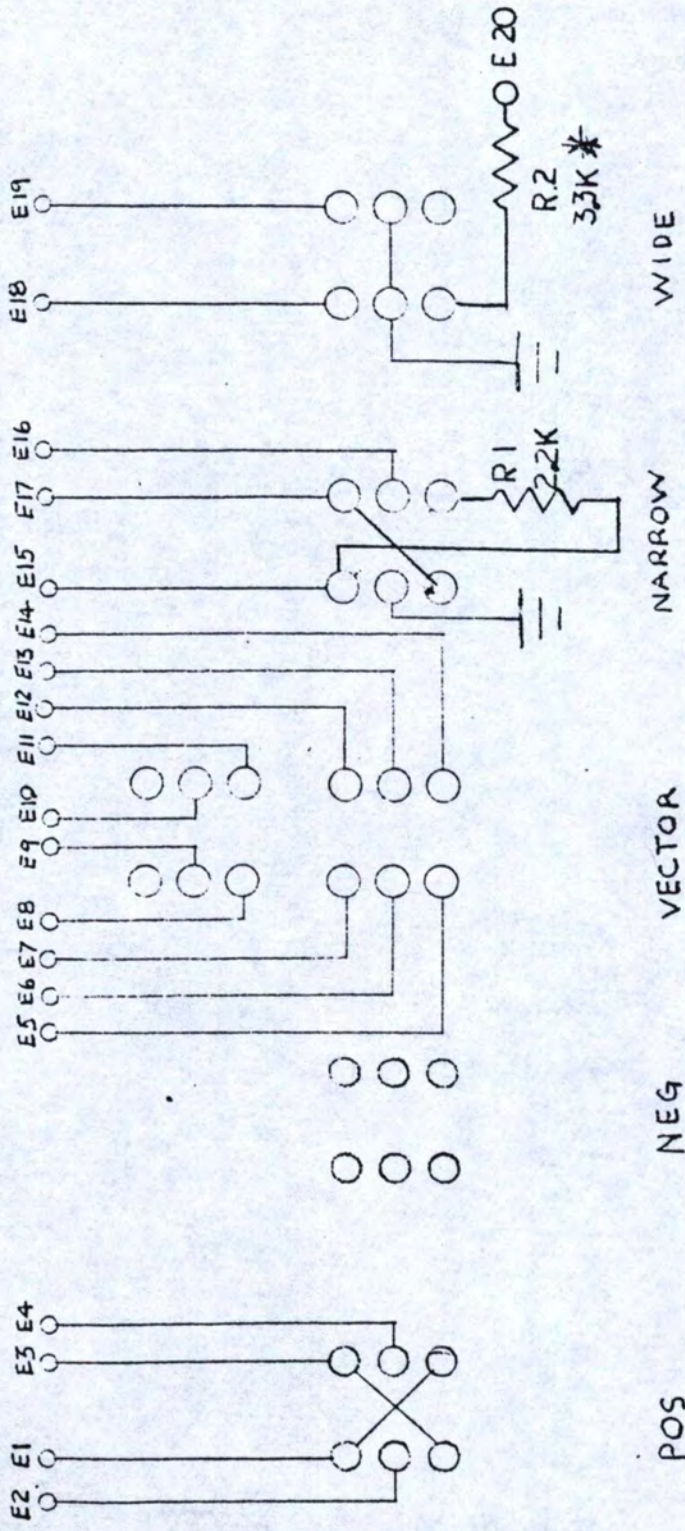 E2 E1 E3 E4 E5 E6 E7 E8 E9 E10 E11 E12 E13 E14 E15 E17 E16 E18 E19
E20
R1
2.2K
R.2
3.3K *
POS NEG VECTOR NARROW WIDE